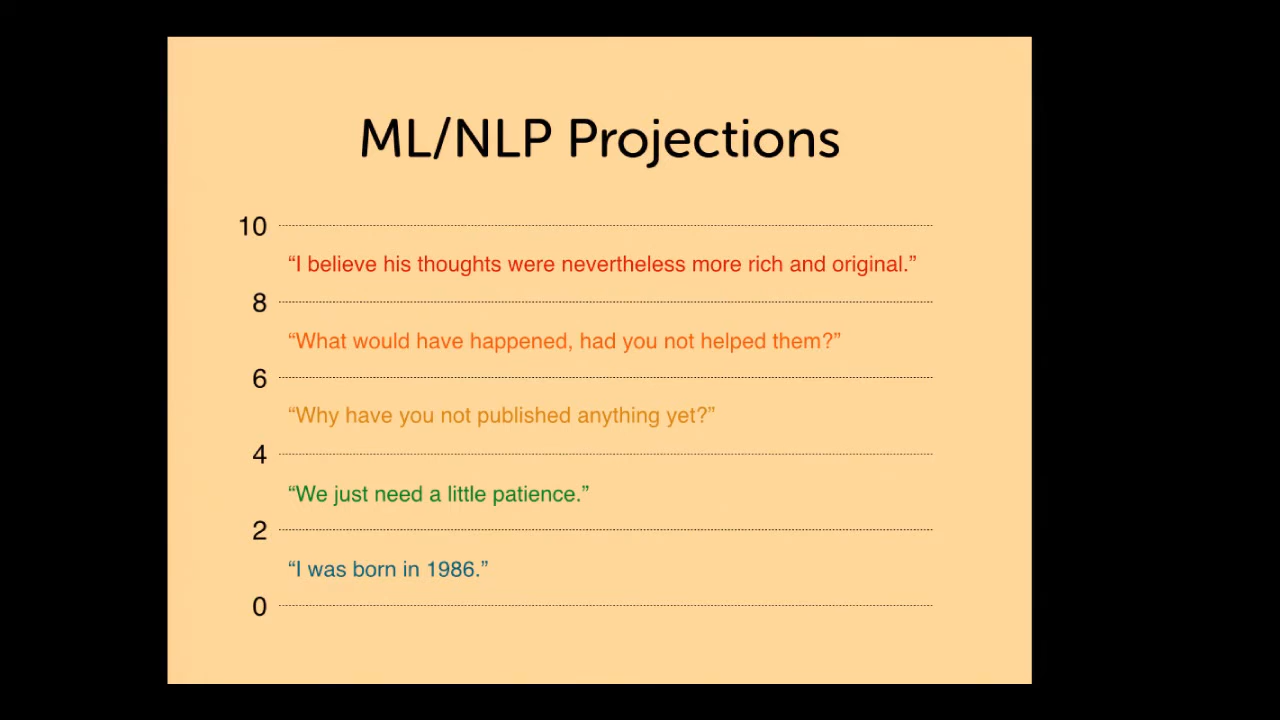 ML/NLP Projections
10
“I believe his thoughts were nevertheless more rich and original.”
8
“What would have happened, had you not helped them?”
6
“Why have you not published anything yet?”
4
“We just need a little patience.”
2
“I was born in 1986.”
0